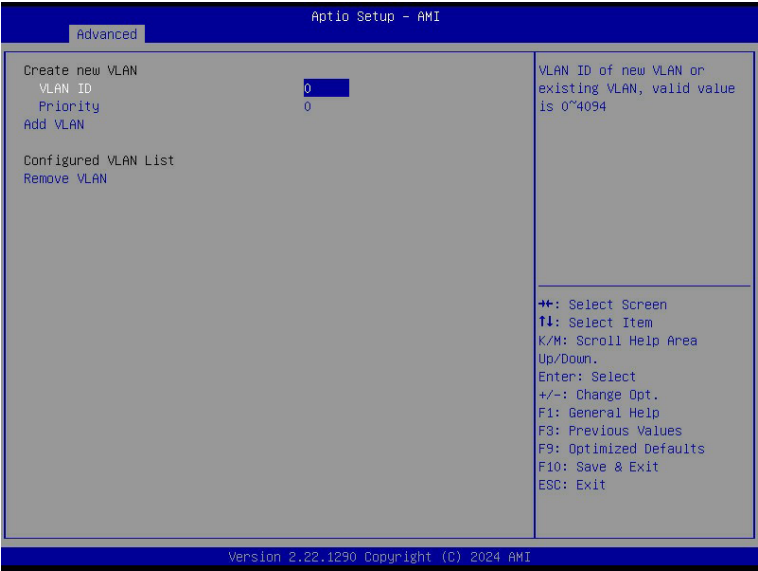 Aptio Setup – AMI
Advanced
Create new VLAN
VLAN ID 0
Priority 0
Add VLAN
Configured VLAN List
Remove VLAN
VLAN ID of new VLAN or
existing VLAN, valid value
is 0~4094
→←: Select Screen
↑↓: Select Item
K/M: Scroll Help Area
Up/Down.
Enter: Select
+/-: Change Opt.
F1: General Help
F3: Previous Values
F9: Optimized Defaults
F10: Save & Exit
ESC: Exit
Version 2.22.1290 Copyright (C) 2024 AMI